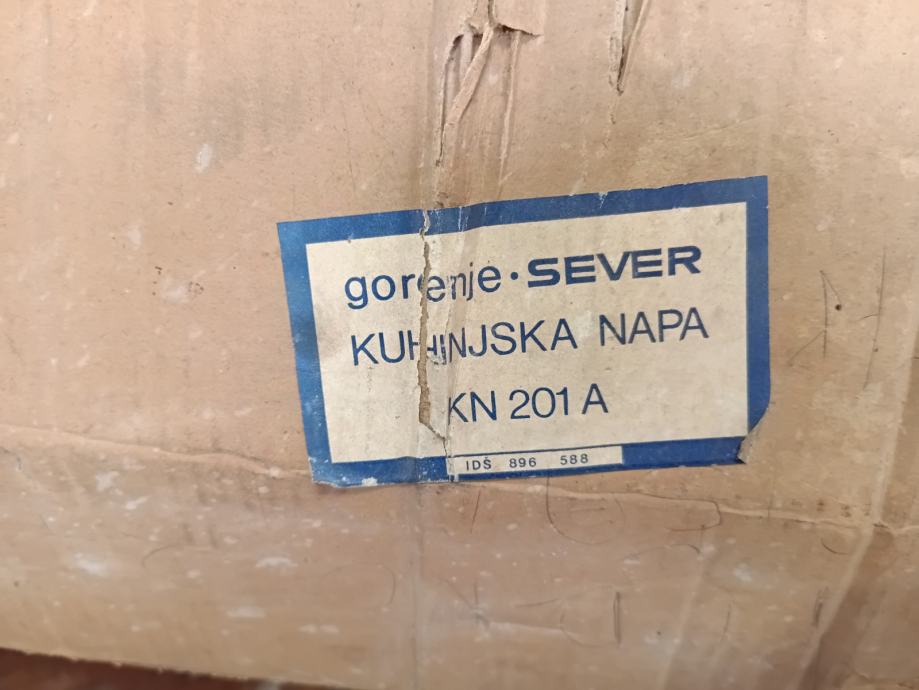 gorenje · SEVER
KUHINJSKA NAPA
KN 201 A
IDŠ 896 588